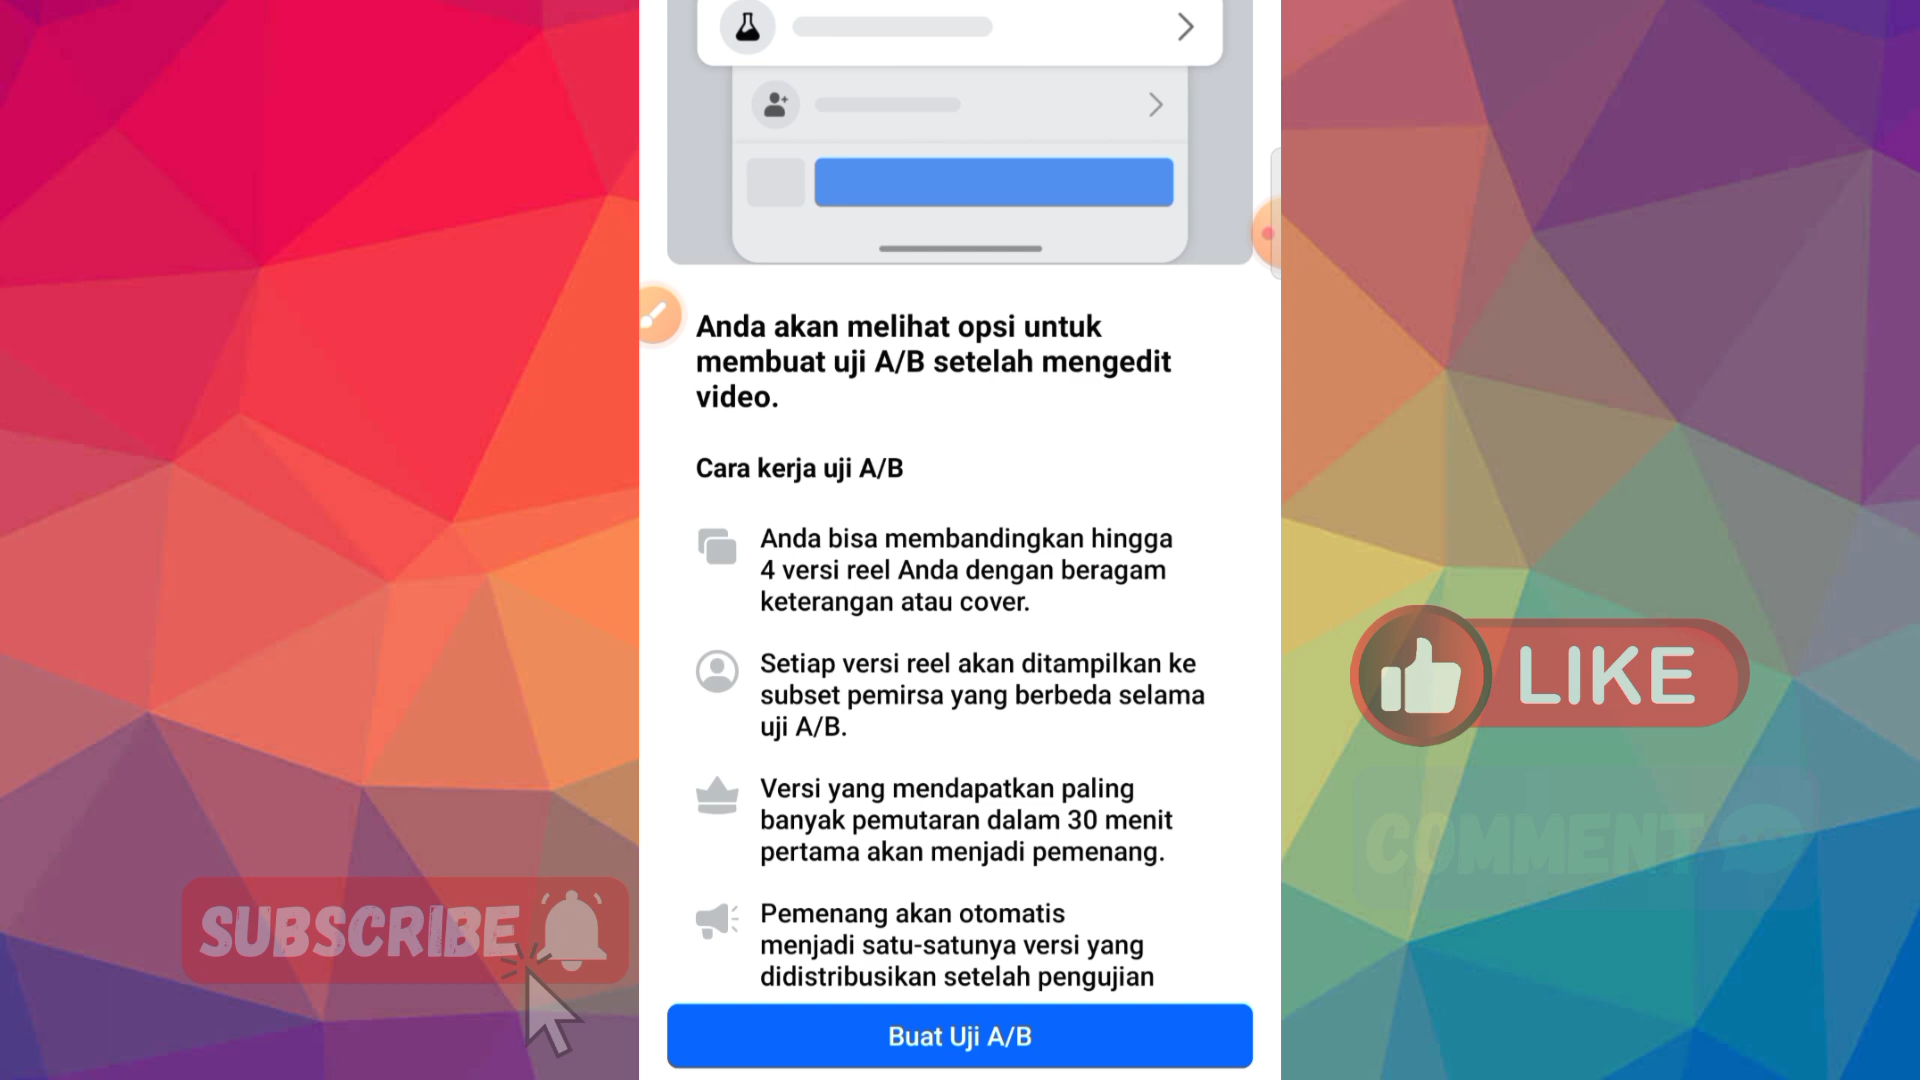 Anda akan melihat opsi untuk
membuat uji A/B setelah mengedit
video.
Cara kerja uji A/B
Anda bisa membandingkan hingga
4 versi reel Anda dengan beragam
keterangan atau cover.
Setiap versi reel akan ditampilkan ke
subset pemirsa yang berbeda selama
uji A/B.
Versi yang mendapatkan paling
banyak pemutaran dalam 30 menit
pertama akan menjadi pemenang.
Pemenang akan otomatis
menjadi satu-satunya versi yang
didistribusikan setelah pengujian
Buat Uji A/B
SUBSCRIBE
LIKE
COMMENT